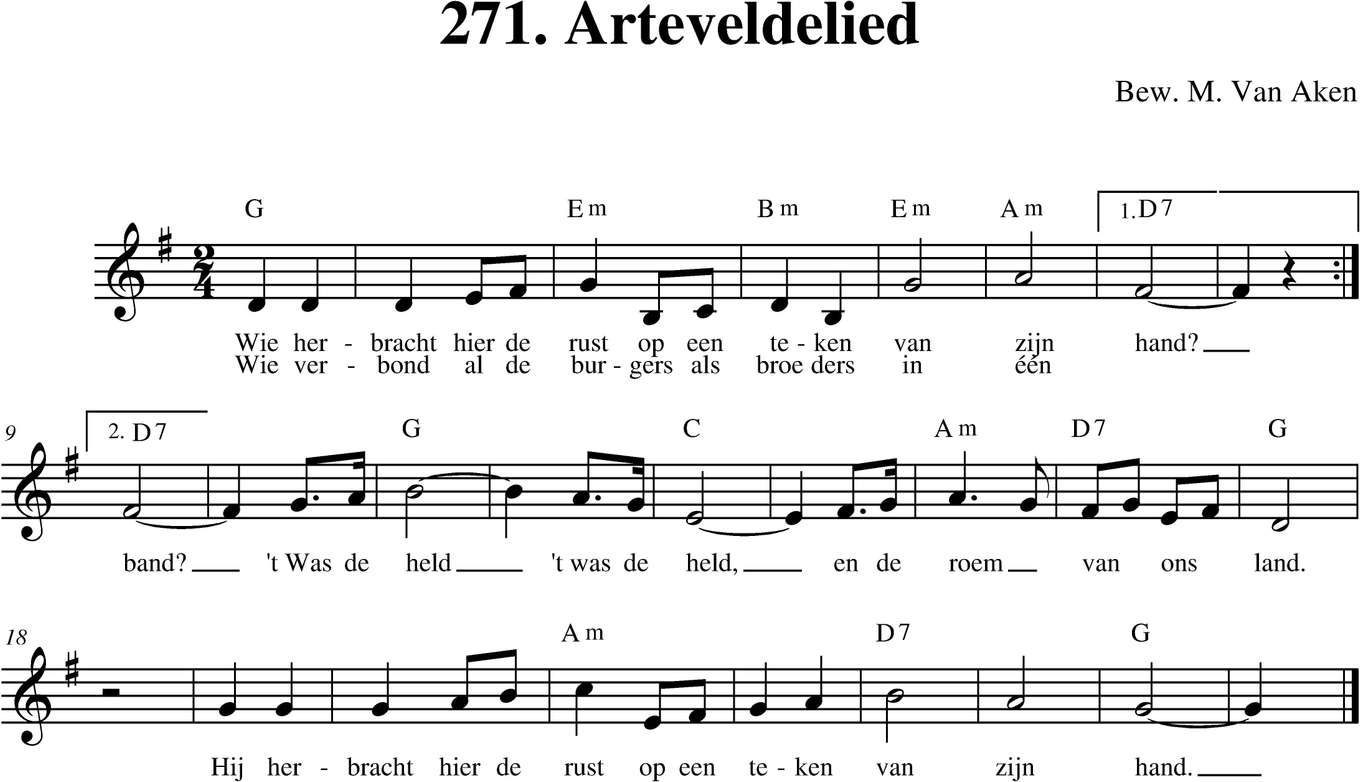 271. Arteveldelied
Bew. M. Van Aken
G Em Bm Em Am 1. D7
2 4
Wie her - bracht hier de rust op een te - ken van zijn hand?
Wie ver - bond al de bur - gers als broe ders in één
9 2. D7 G C Am D7 G
band? 't Was de held 't was de held, en de roem van ons land.
18 Am D7 G
Hij her - bracht hier de rust op een te - ken van zijn hand.